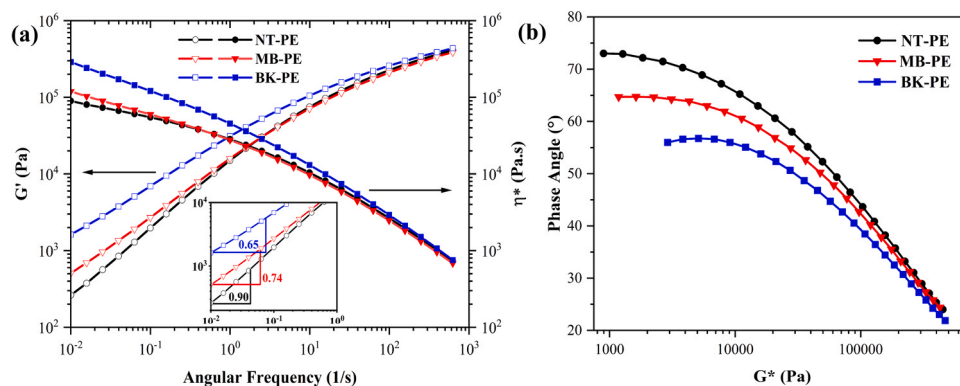 (a)
NT-PE
MB-PE
BK-PE
G' (Pa)
10^6
10^5
10^4
10^3
10^2
10^-2
10^-1
10^0
10^1
10^2
10^3
Angular Frequency (1/s)
10^6
10^5
10^4
10^3
10^2
η* (Pa.s)
10^4
10^3
0.65
0.74
0.90
10^-2
10^-1
10^0
(b)
NT-PE
MB-PE
BK-PE
Phase Angle (°)
80
70
60
50
40
30
20
1000
10000
100000
G* (Pa)